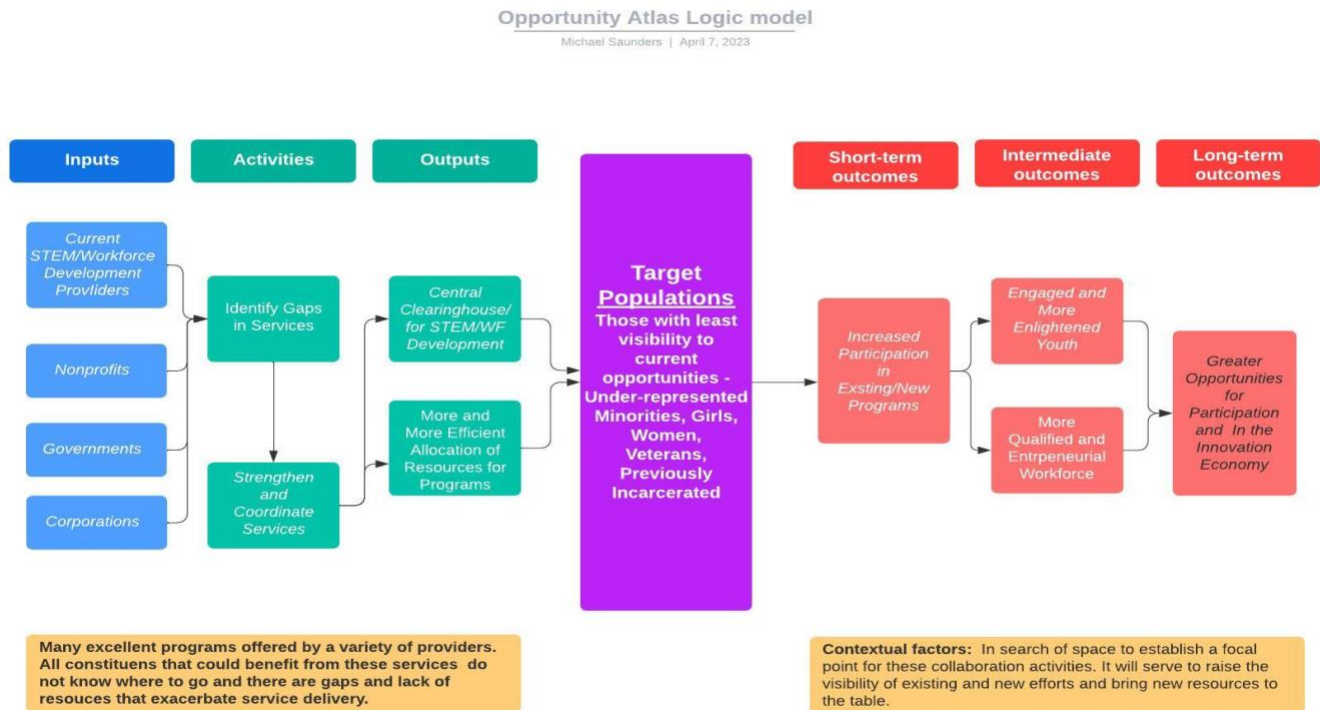 Opportunity Atlas Logic model
Michael Saunders | April 7, 2023
Inputs
Activities
Outputs
Short-term
outcomes
Intermediate
outcomes
Long-term
outcomes
Current
STEM/Workforce
Development
Provliders
Nonprofits
Governments
Corporations
Identify Gaps
in Services
Strengthen
and
Coordinate
Services
Central
Clearinghouse/
for STEM/WF
Development
More and
More Efficient
Allocation of
Resources for
Programs
Target
Populations
Those with least
visibility to
current
opportunities -
Under-represented
Minorities, Girls,
Women,
Veterans,
Previously
Incarcerated
Increased
Participation
in
Exsting/New
Programs
Engaged and
More
Enlightened
Youth
More
Qualified and
Entrpeneurial
Workforce
Greater
Opportunities
for
Participation
and In the
Innovation
Economy
Many excellent programs offered by a variety of providers.
All constituens that could benefit from these services do
not know where to go and there are gaps and lack of
resouces that exacerbate service delivery.
Contextual factors: In search of space to establish a focal
point for these collaboration activities. It will serve to raise the
visibility of existing and new efforts and bring new resources to
the table.